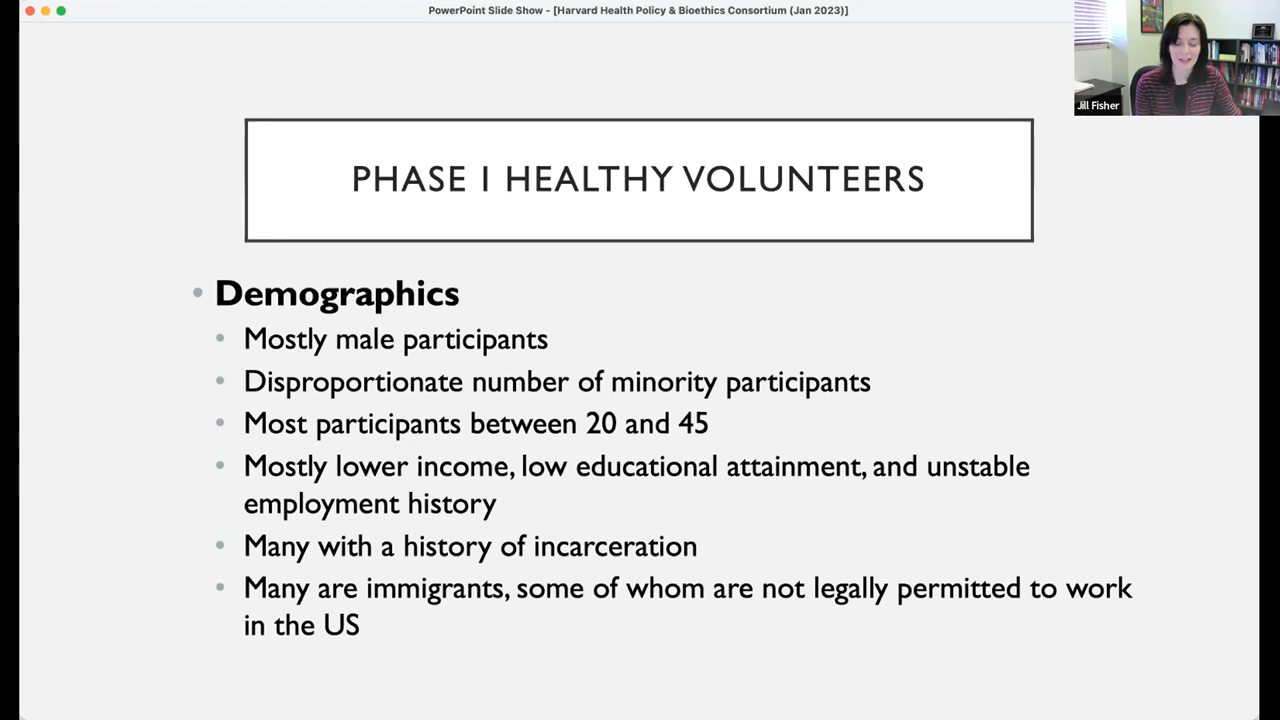 PowerPoint Slide Show - [Harvard Health Policy & Bioethics Consortium (Jan 2023)]
Jill Fisher
PHASE I HEALTHY VOLUNTEERS
• Demographics
• Mostly male participants
• Disproportionate number of minority participants
• Most participants between 20 and 45
• Mostly lower income, low educational attainment, and unstable
employment history
• Many with a history of incarceration
• Many are immigrants, some of whom are not legally permitted to work
in the US